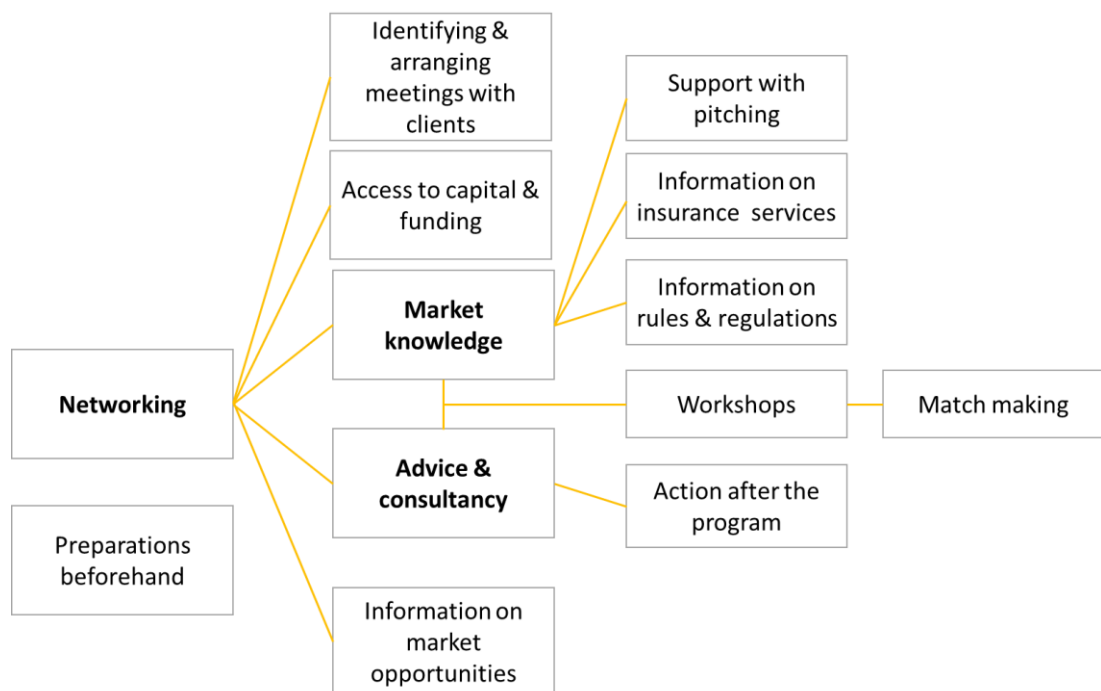 Identifying &
arranging
meetings with
clients
Access to capital &
funding
Market
knowledge
Networking
Advice &
consultancy
Preparations
beforehand
Information on
market
opportunities
Support with
pitching
Information on
insurance services
Information on
rules & regulations
Workshops
Match making
Action after the
program